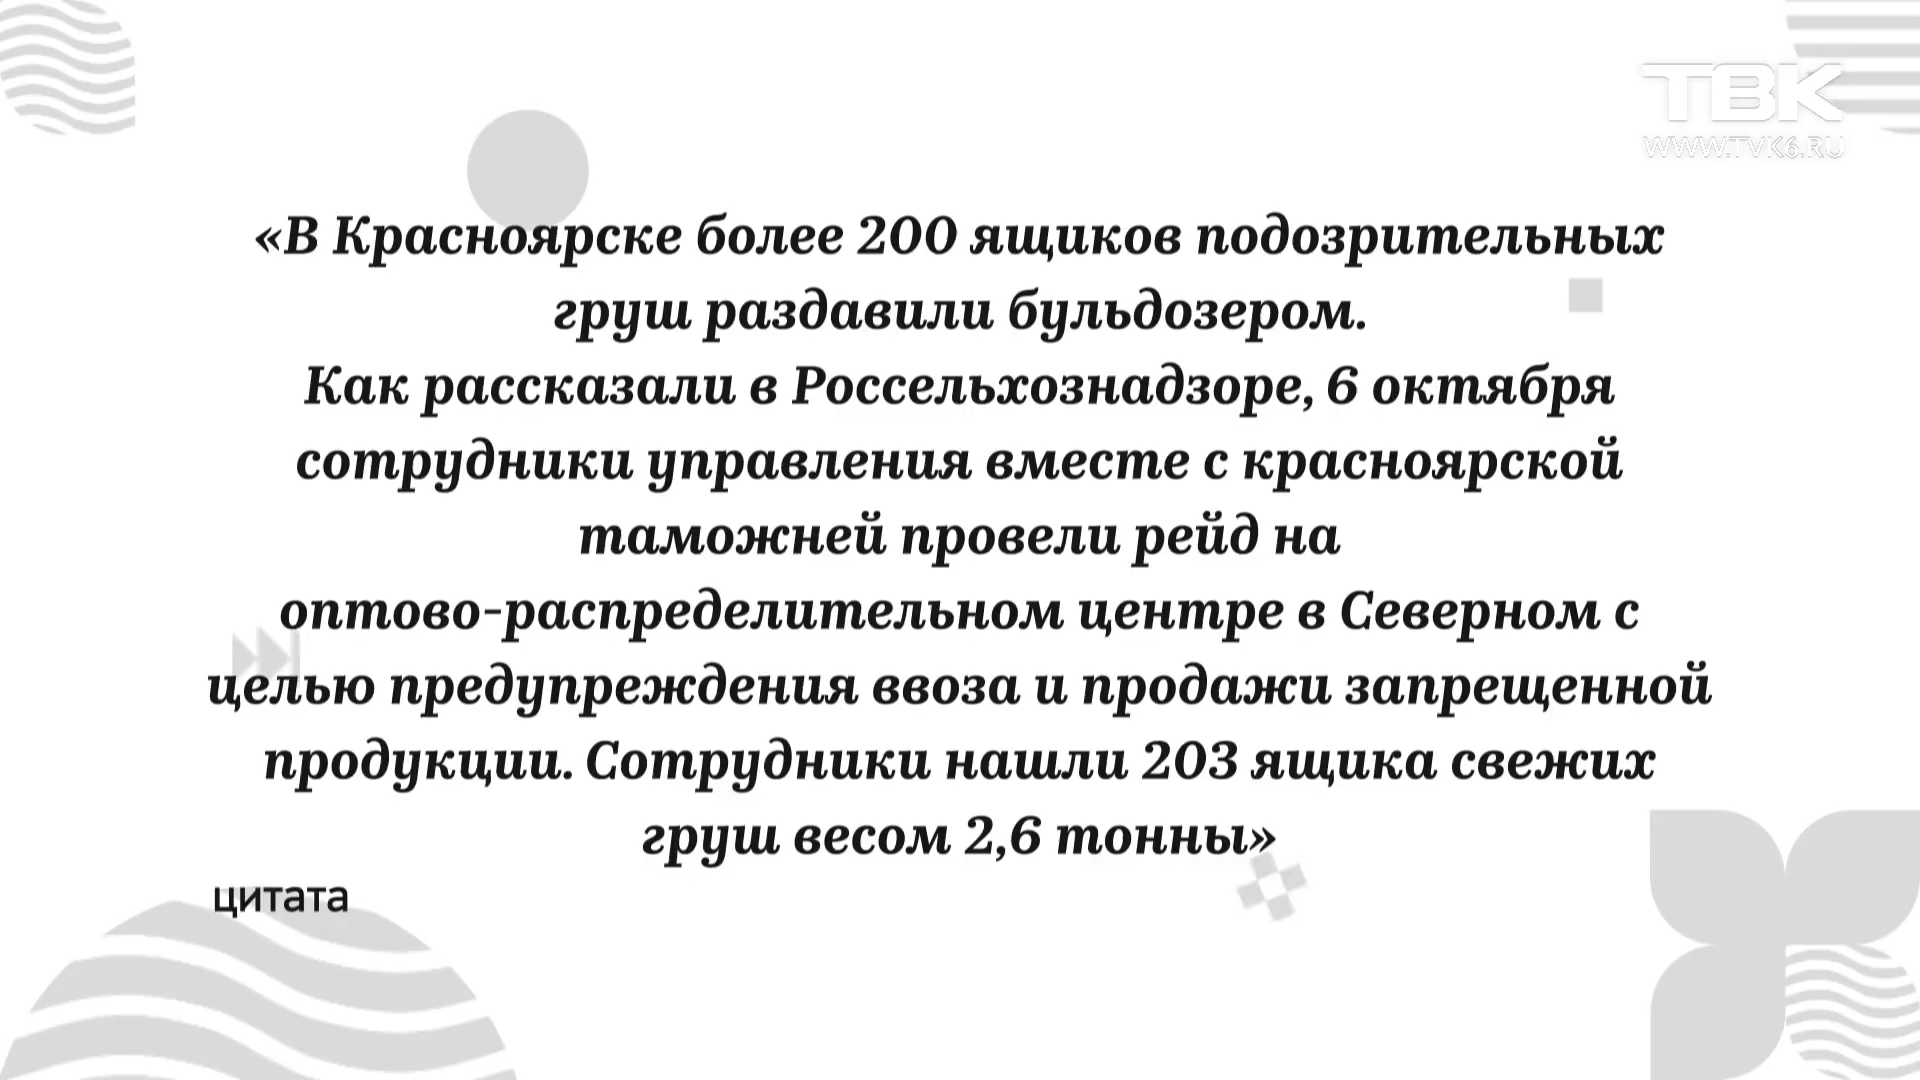 ТВК
WWW.TVK6.RU
«В Красноярске более 200 ящиков подозрительных
груш раздавили бульдозером.
Как рассказали в Россельхознадзоре, 6 октября
сотрудники управления вместе с красноярской
таможней провели рейд на
оптово-распределительном центре в Северном с
целью предупреждения ввоза и продажи запрещенной
продукции. Сотрудники нашли 203 ящика свежих
груш весом 2,6 тонны»
цитата